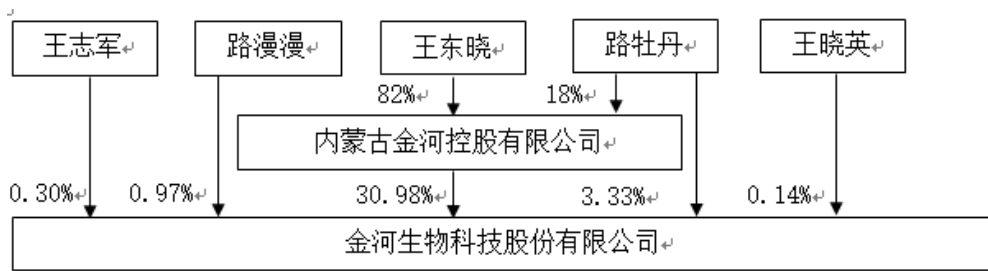 王志军
路漫漫
王东晓
路牡丹
王晓英
82%
18%
内蒙古金河控股有限公司
0.30%
0.97%
30.98%
3.33%
0.14%
金河生物科技股份有限公司